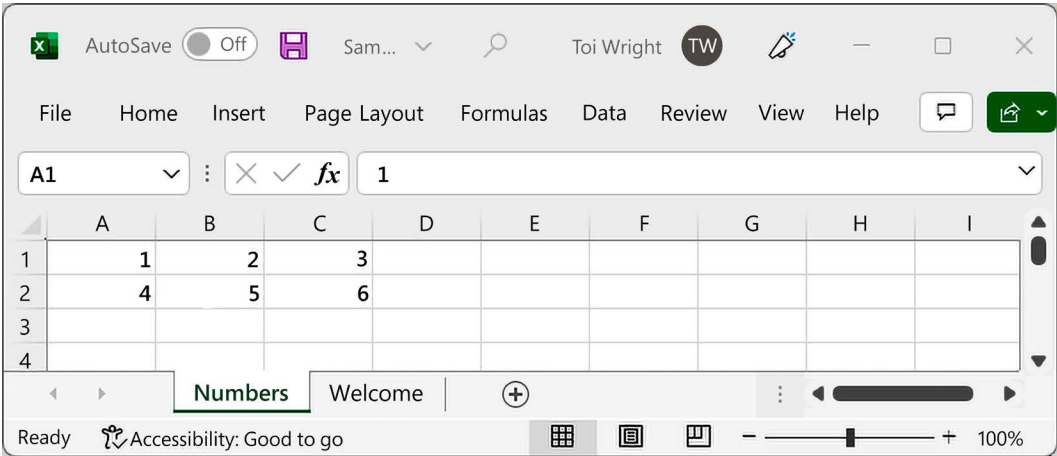 AutoSave Off Sam... Toi Wright TW
File Home Insert Page Layout Formulas Data Review View Help
A1 fx 1
A B C D E F G H I
1 1 2 3
2 4 5 6
3
4
Numbers Welcome
Ready Accessibility: Good to go 100%